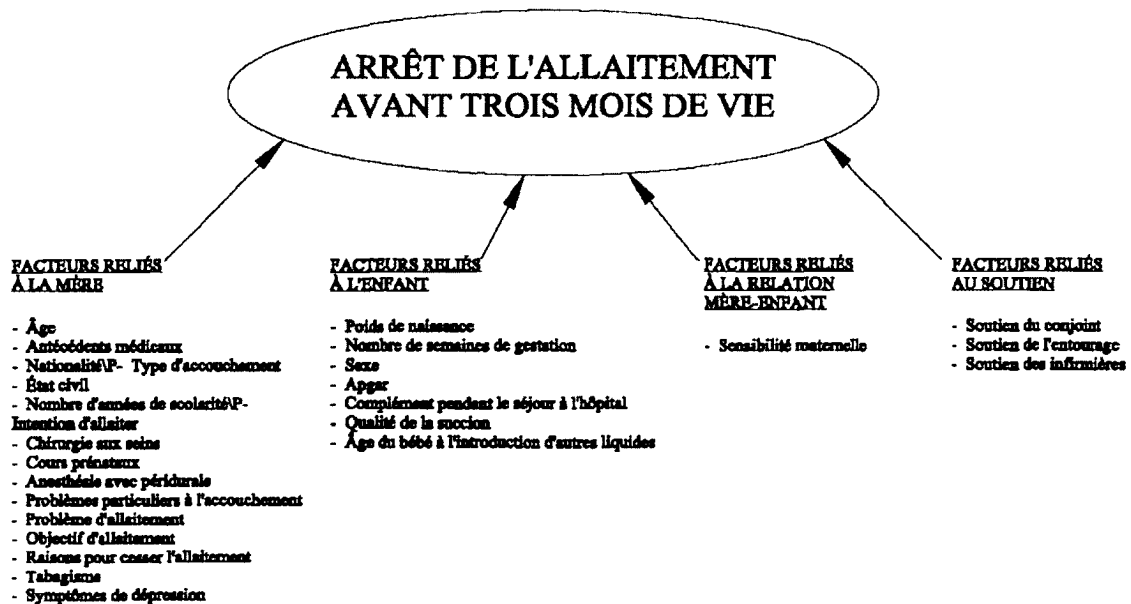 ARRÊT DE L'ALLAITEMENT
AVANT TROIS MOIS DE VIE
FACTEURS RELIÉS
À LA MÈRE
- Âge
- Antécédents médicaux
- Nationalité\P- Type d'accouchement
- État civil
- Nombre d'années de scolarité\P-
Intention d'allaiter
- Chirurgie aux seins
- Cours prénataux
- Anesthésie avec péridurale
- Problèmes particuliers à l'accouchement
- Problème d'allaitement
- Objectif d'allaitement
- Raisons pour cesser l'allaitement
- Tabagisme
- Symptômes de dépression
FACTEURS RELIÉS
À L'ENFANT
- Poids de naissance
- Nombre de semaines de gestation
- Sexe
- Apgar
- Complément pendant le séjour à l'hôpital
- Qualité de la succion
- Âge du bébé à l'introduction d'autres liquides
FACTEURS RELIÉS
À LA RELATION
MÈRE-ENFANT
- Sensibilité maternelle
FACTEURS RELIÉS
AU SOUTIEN
- Soutien du conjoint
- Soutien de l'entourage
- Soutien des infirmières